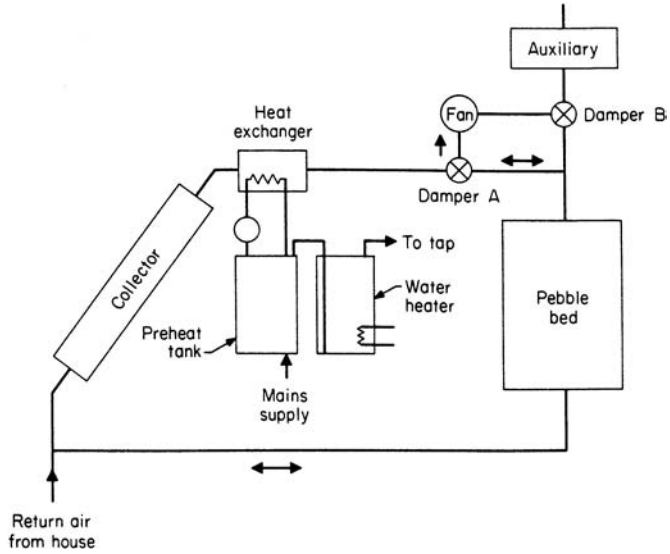 Auxiliary
Fan
Damper B
Heat
exchanger
Damper A
Collector
To tap
Water
heater
Preheat
tank
Pebble
bed
Mains
supply
Return air
from house